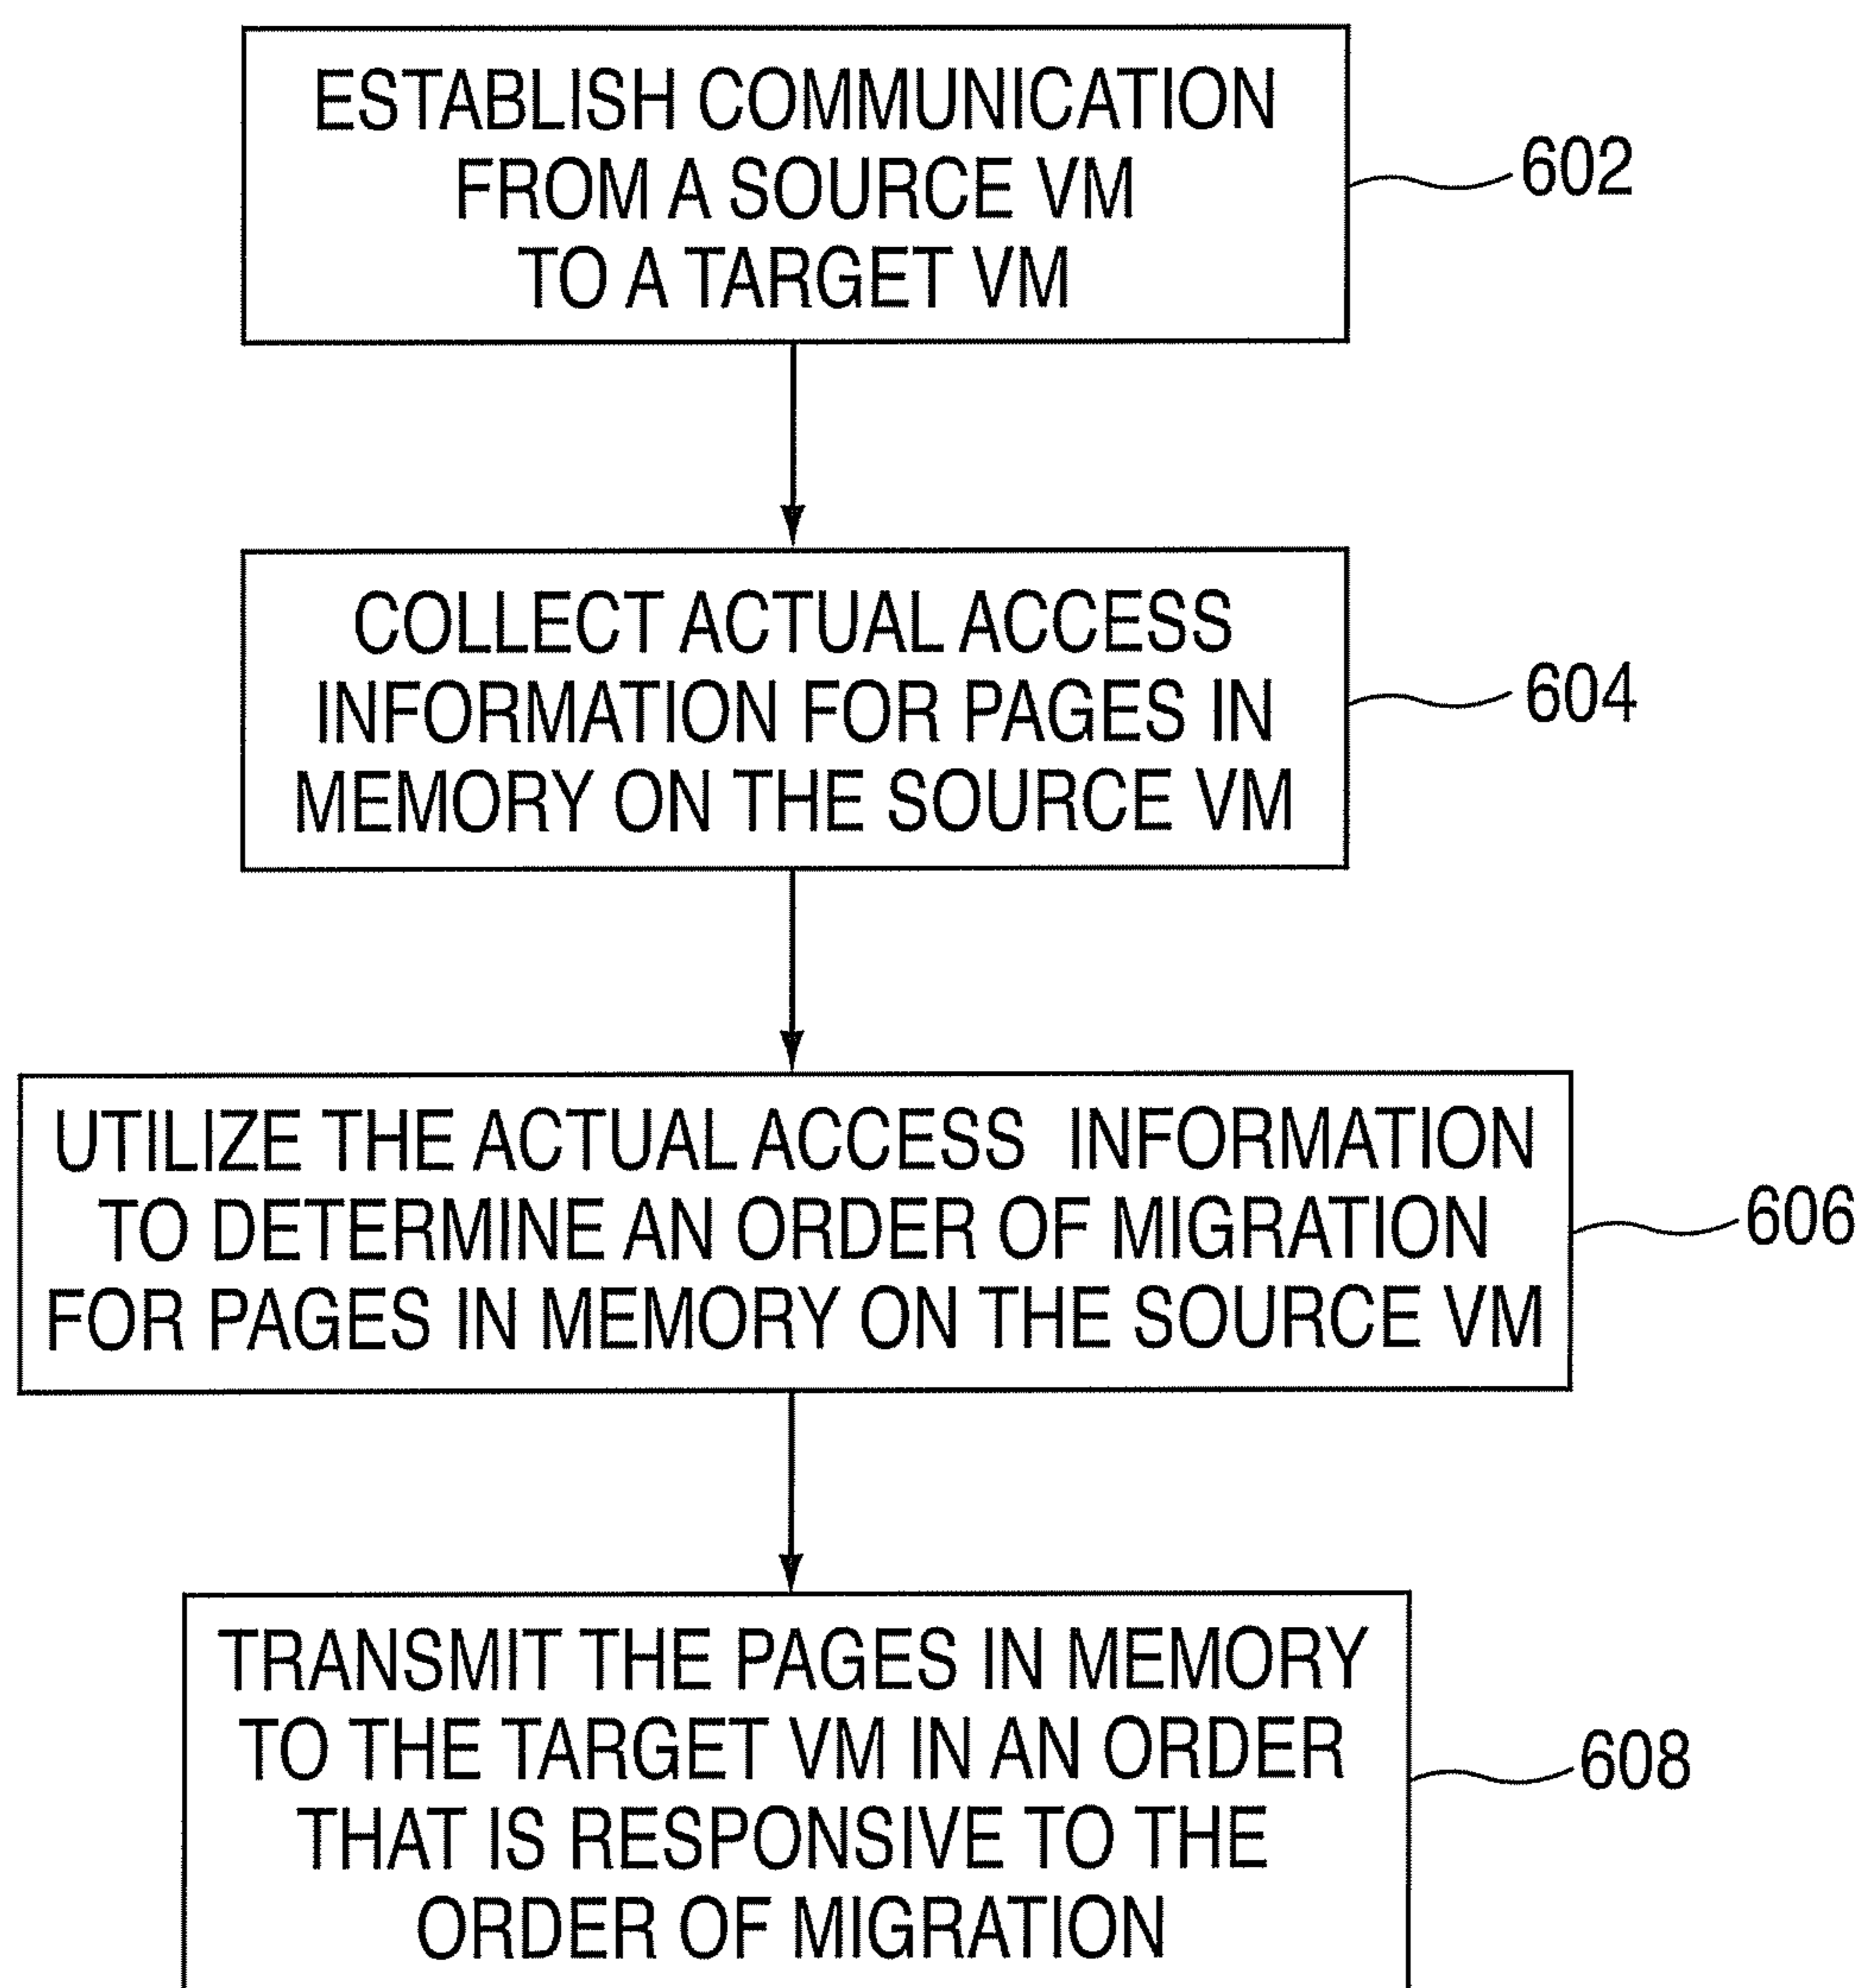 ESTABLISH COMMUNICATION
FROM A SOURCE VM
TO A TARGET VM
602
COLLECT ACTUAL ACCESS
INFORMATION FOR PAGES IN
MEMORY ON THE SOURCE VM
604
UTILIZE THE ACTUAL ACCESS INFORMATION
TO DETERMINE AN ORDER OF MIGRATION
FOR PAGES IN MEMORY ON THE SOURCE VM
606
TRANSMIT THE PAGES IN MEMORY
TO THE TARGET VM IN AN ORDER
THAT IS RESPONSIVE TO THE
ORDER OF MIGRATION
608